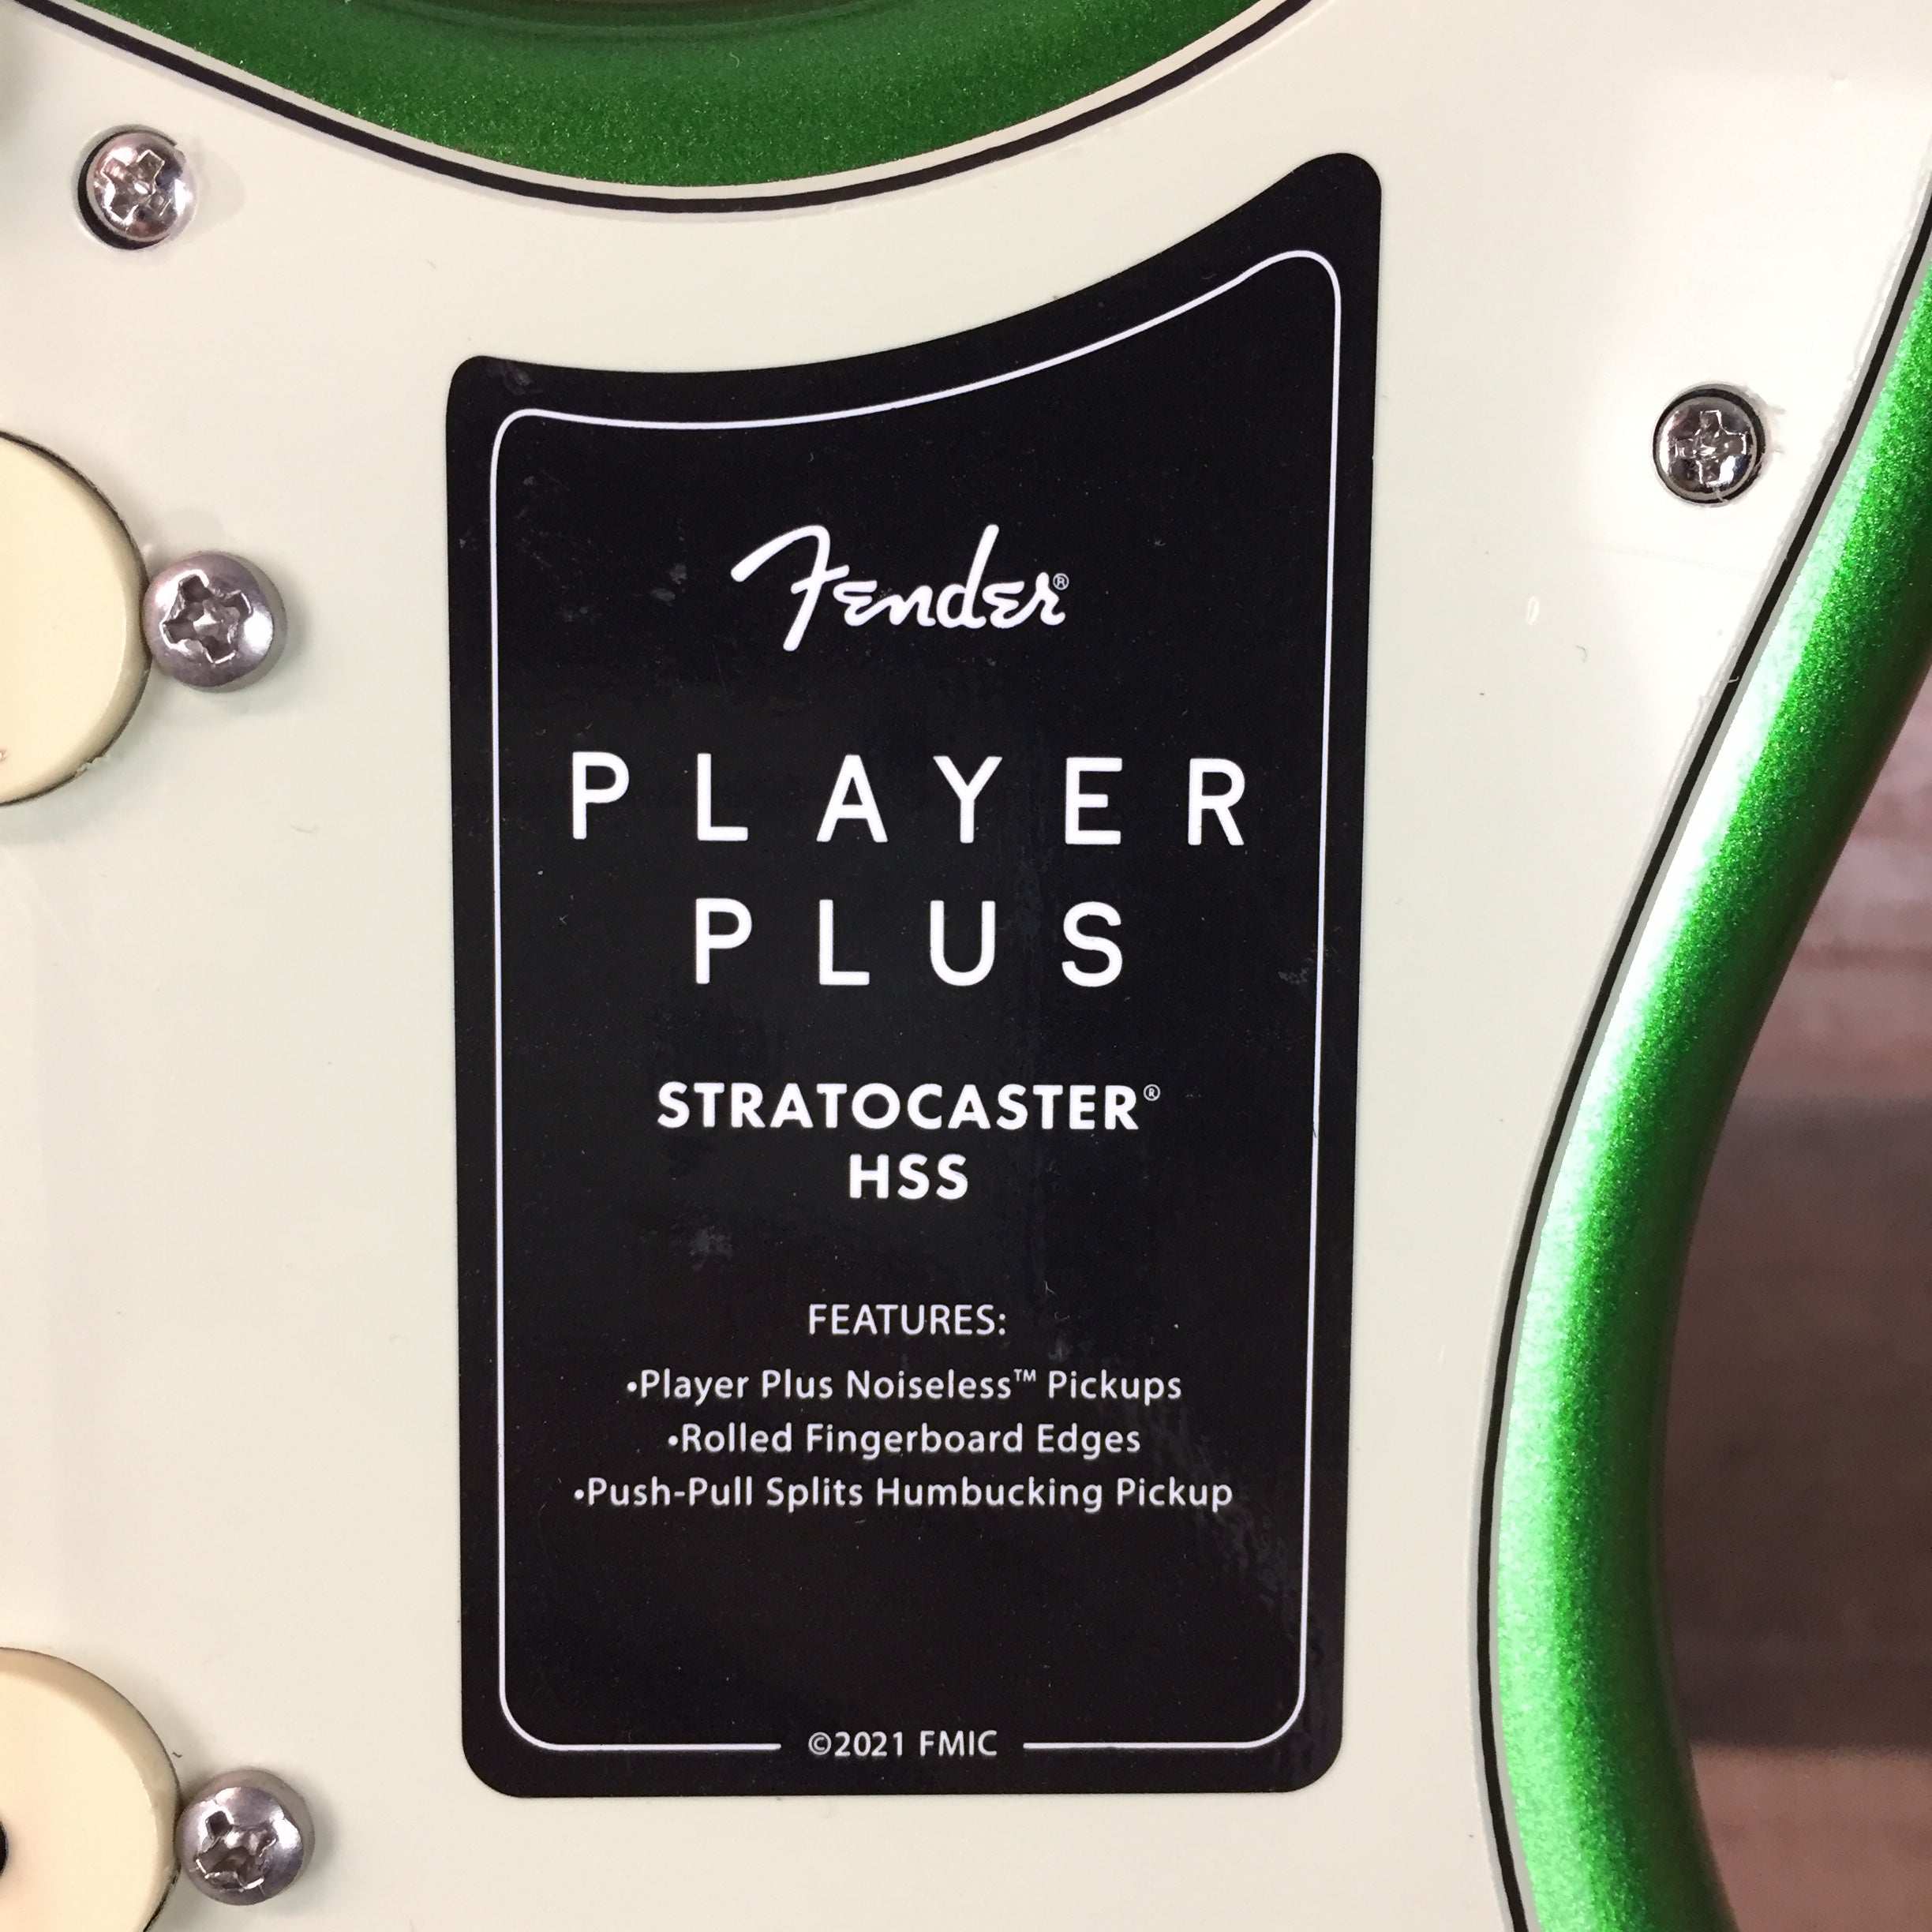 Fender®
PLAYER
PLUS
STRATOCASTER®
HSS
FEATURES:
•Player Plus Noiseless™ Pickups
•Rolled Fingerboard Edges
•Push-Pull Splits Humbucking Pickup
©2021 FMIC